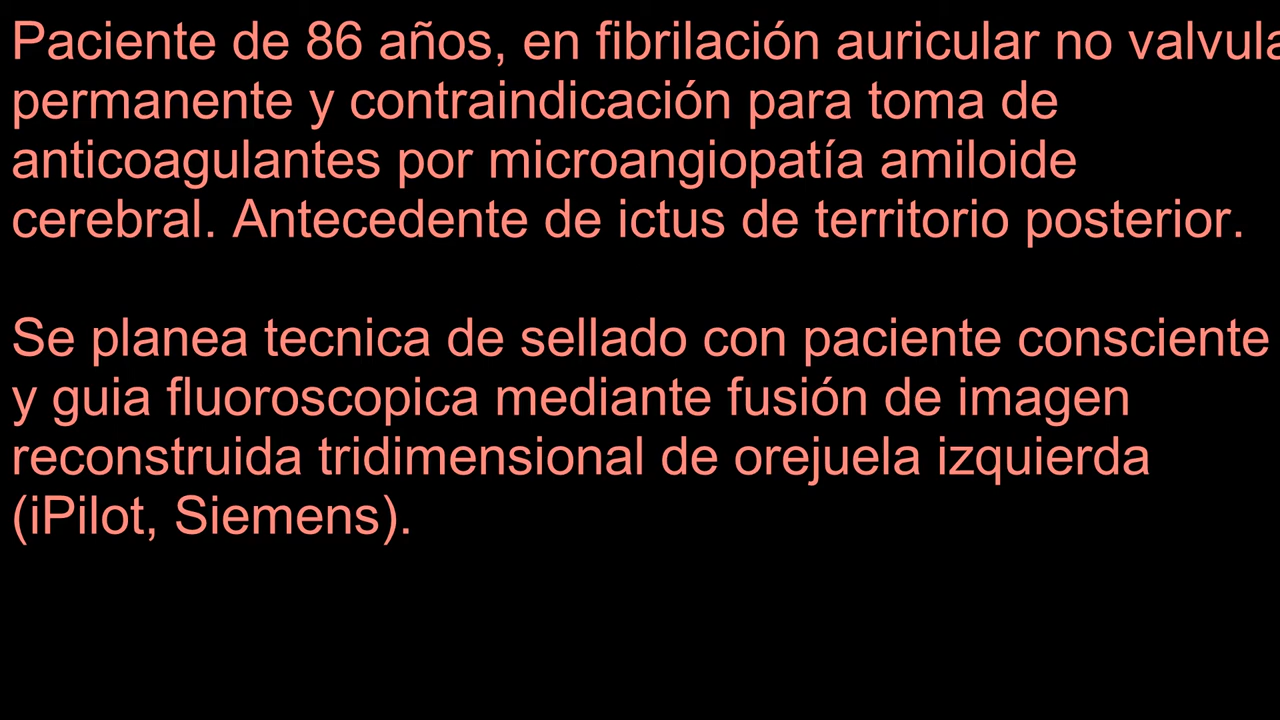 Paciente de 86 años, en fibrilación auricular no valvula
permanente y contraindicación para toma de
anticoagulantes por microangiopatía amiloide
cerebral. Antecedente de ictus de territorio posterior.
Se planea tecnica de sellado con paciente consciente
y guia fluoroscopica mediante fusión de imagen
reconstruida tridimensional de orejuela izquierda
(iPilot, Siemens).